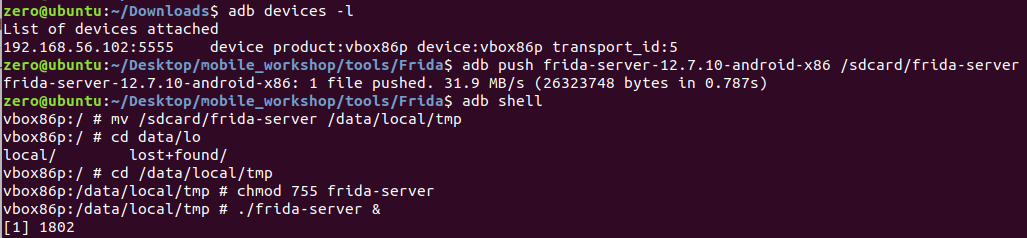 zero@ubuntu:~/Downloads$ adb devices -l
List of devices attached
192.168.56.102:5555    device product:vbox86p device:vbox86p transport_id:5
zero@ubuntu:~/Desktop/mobile_workshop/tools/Frida$ adb push frida-server-12.7.10-android-x86 /sdcard/frida-server
frida-server-12.7.10-android-x86: 1 file pushed. 31.9 MB/s (26323748 bytes in 0.787s)
zero@ubuntu:~/Desktop/mobile_workshop/tools/Frida$ adb shell
vbox86p:/ # mv /sdcard/frida-server /data/local/tmp
vbox86p:/ # cd data/lo
local/       lost+found/
vbox86p:/ # cd /data/local/tmp
vbox86p:/data/local/tmp # chmod 755 frida-server
vbox86p:/data/local/tmp # ./frida-server &
[1] 1802